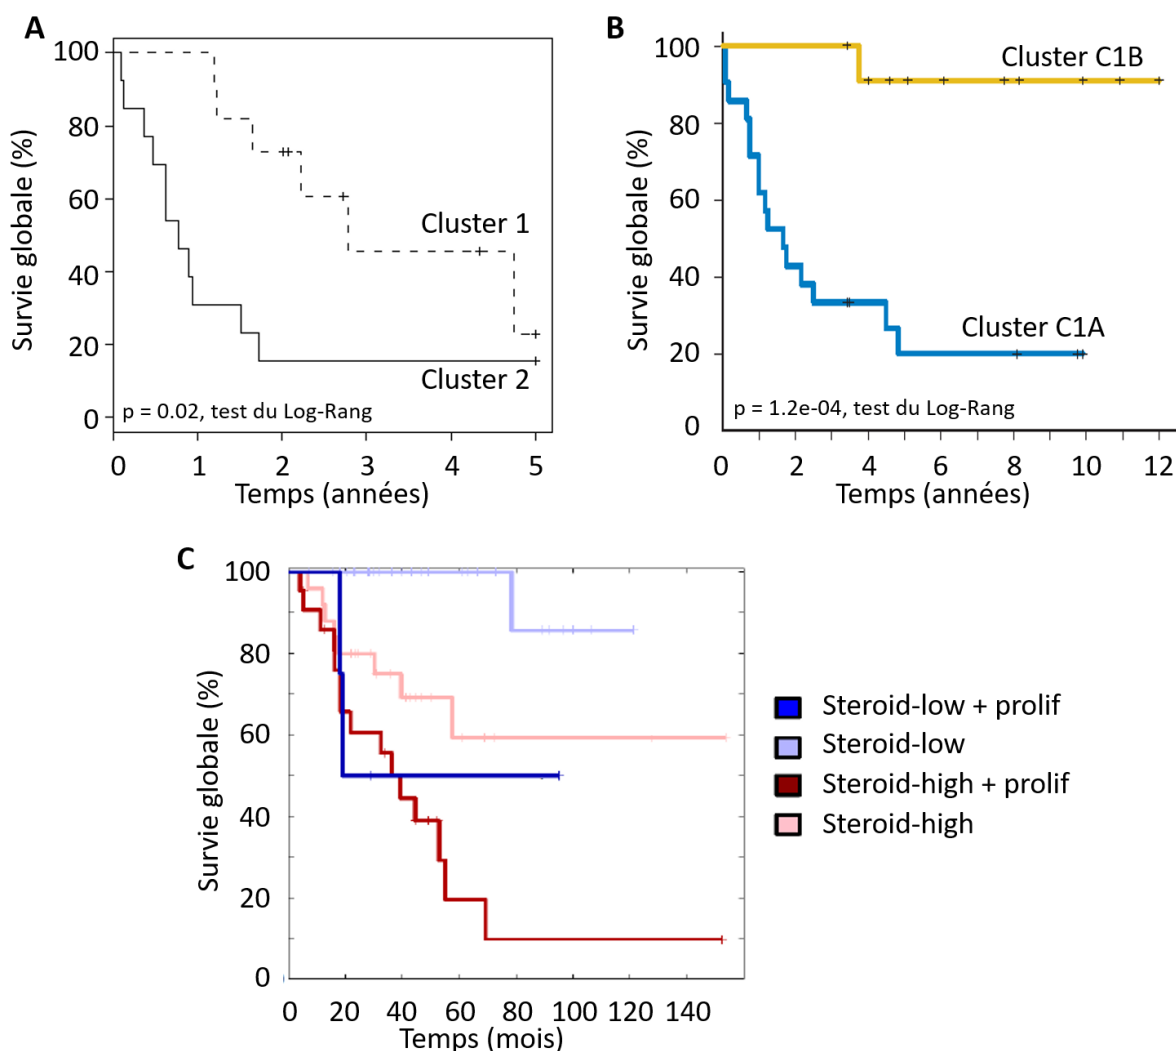 A
Survie globale (%)
100
80
60
40
20
0
Cluster 1
Cluster 2
p = 0.02, test du Log-Rang
0 1 2 3 4 5
Temps (années)
B
Survie globale (%)
100
80
60
40
20
0
Cluster C1B
Cluster C1A
p = 1.2e-04, test du Log-Rang
0 2 4 6 8 10 12
Temps (années)
C
Survie globale (%)
100
80
60
40
20
0
0 20 40 60 80 100 120 140
Temps (mois)
Steroid-low + prolif
Steroid-low
Steroid-high + prolif
Steroid-high